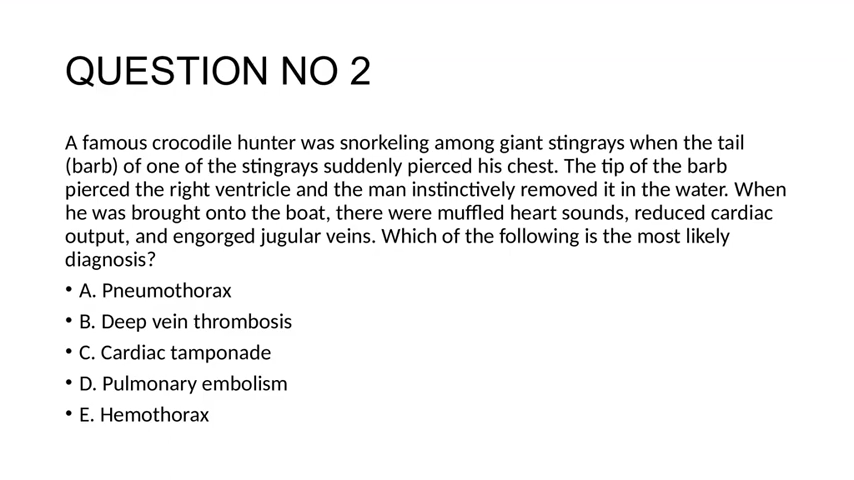 QUESTION NO 2
A famous crocodile hunter was snorkeling among giant stingrays when the tail
(barb) of one of the stingrays suddenly pierced his chest. The tip of the barb
pierced the right ventricle and the man instinctively removed it in the water. When
he was brought onto the boat, there were muffled heart sounds, reduced cardiac
output, and engorged jugular veins. Which of the following is the most likely
diagnosis?
• A. Pneumothorax
• B. Deep vein thrombosis
• C. Cardiac tamponade
• D. Pulmonary embolism
• E. Hemothorax